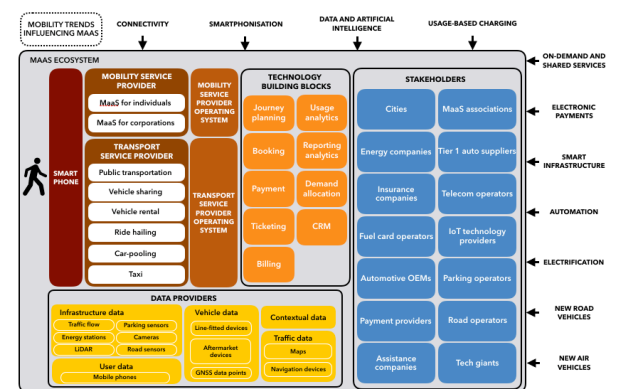 MOBILITY TRENDS
INFLUENCING MAAS
CONNECTIVITY
SMARTPHONISATION
DATA AND ARTIFICIAL
INTELLIGENCE
USAGE-BASED CHARGING
MAAS ECOSYSTEM
SMART
PHONE
MOBILITY SERVICE
PROVIDER
MaaS for individuals
MaaS for corporations
TRANSPORT
SERVICE PROVIDER
Public transportation
Vehicle sharing
Vehicle rental
Ride hailing
Car-pooling
Taxi
MOBILITY
SERVICE
PROVIDER
OPERATING
SYSTEM
TRANSPORT
SERVICE
PROVIDER
OPERATING
SYSTEM
TECHNOLOGY
BUILDING BLOCKS
Journey
planning
Usage
analytics
Booking
Reporting
analytics
Payment
Demand
allocation
Ticketing
CRM
Billing
STAKEHOLDERS
Cities
MaaS associations
Energy companies
Tier 1 auto suppliers
Insurance
companies
Telecom operators
Fuel card operators
IoT technology
providers
Automotive OEMs
Parking operators
Payment providers
Road operators
Assistance
companies
Tech giants
DATA PROVIDERS
Infrastructure data
Traffic flow
Parking sensors
Energy stations
Cameras
LiDAR
Road sensors
User data
Mobile phones
Vehicle data
Line-fitted devices
Aftermarket
devices
GNSS data points
Contextual data
Traffic data
Maps
Navigation devices
ON-DEMAND AND
SHARED SERVICES
ELECTRONIC
PAYMENTS
SMART
INFRASTRUCTURE
AUTOMATION
ELECTRIFICATION
NEW ROAD
VEHICLES
NEW AIR
VEHICLES